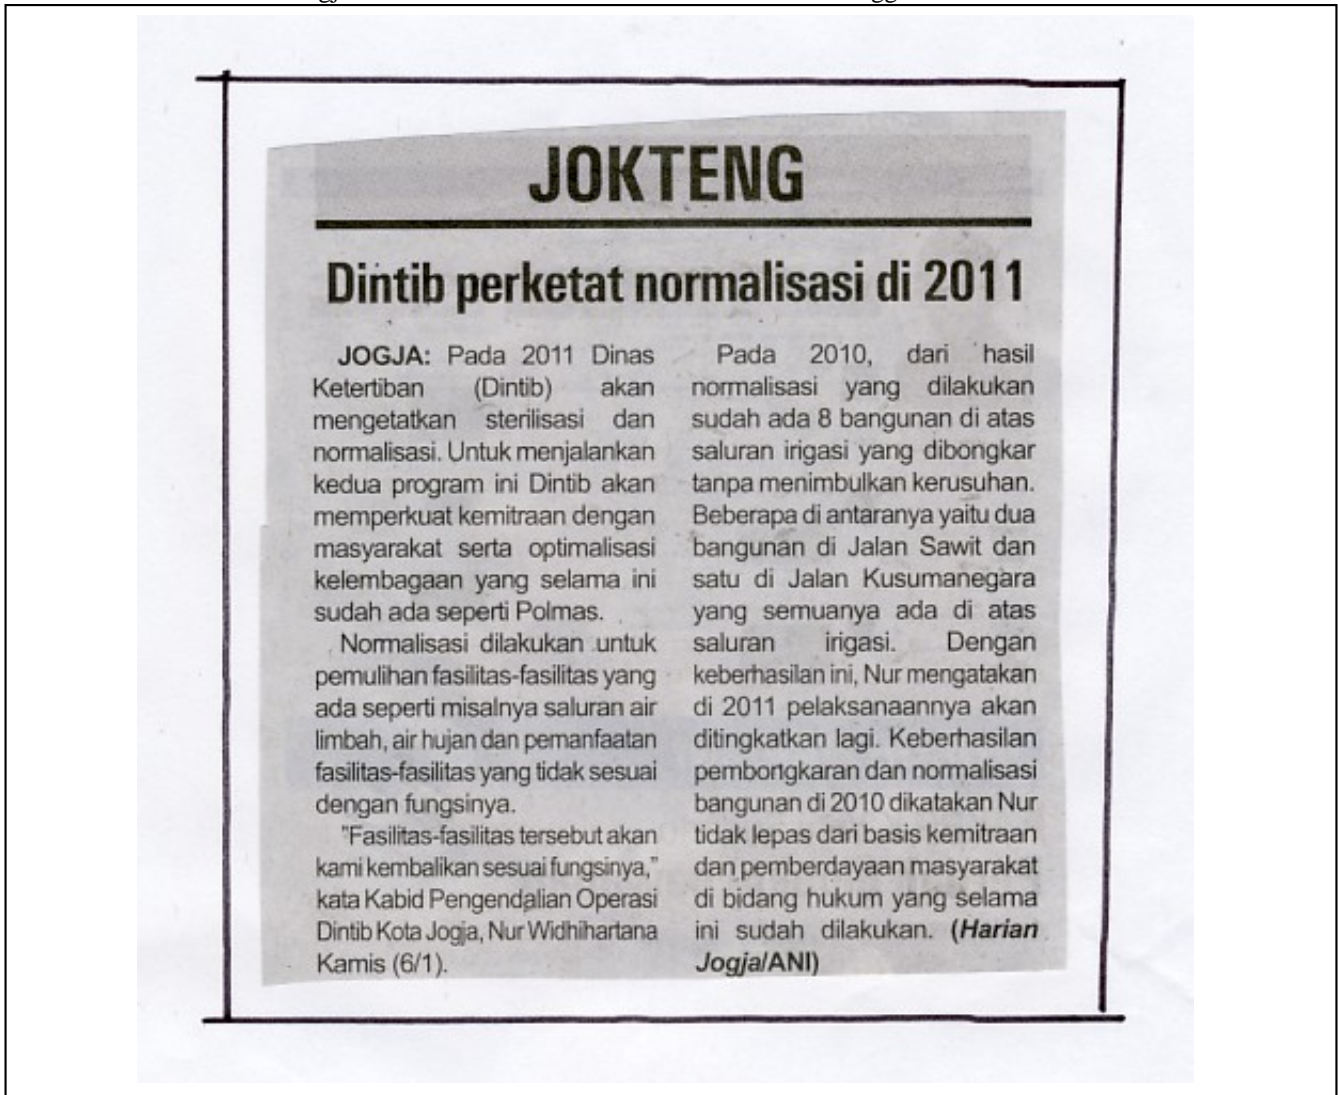 JOKTENG
Dintib perketat normalisasi di 2011
JOGJA: Pada 2011 Dinas
Ketertiban (Dintib) akan
mengetatkan sterilisasi dan
normalisasi. Untuk menjalankan
kedua program ini Dintib akan
memperkuat kemitraan dengan
masyarakat serta optimalisasi
kelembagaan yang selama ini
sudah ada seperti Polmas.
Normalisasi dilakukan untuk
pemulihan fasilitas-fasilitas yang
ada seperti misalnya saluran air
limbah, air hujan dan pemanfaatan
fasilitas-fasilitas yang tidak sesuai
dengan fungsinya.
"Fasilitas-fasilitas tersebut akan
kami kembalikan sesuai fungsinya,"
kata Kabid Pengendalian Operasi
Dintib Kota Jogja, Nur Widhihartana
Kamis (6/1).
Pada 2010, dari hasil
normalisasi yang dilakukan
sudah ada 8 bangunan di atas
saluran irigasi yang dibongkar
tanpa menimbulkan kerusuhan.
Beberapa di antaranya yaitu dua
bangunan di Jalan Sawit dan
satu di Jalan Kusumanegara
yang semuanya ada di atas
saluran irigasi. Dengan
keberhasilan ini, Nur mengatakan
di 2011 pelaksanaannya akan
ditingkatkan lagi. Keberhasilan
pembongkaran dan normalisasi
bangunan di 2010 dikatakan Nur
tidak lepas dari basis kemitraan
dan pemberdayaan masyarakat
di bidang hukum yang selama
ini sudah dilakukan. (Harian
Jogja/ANI)